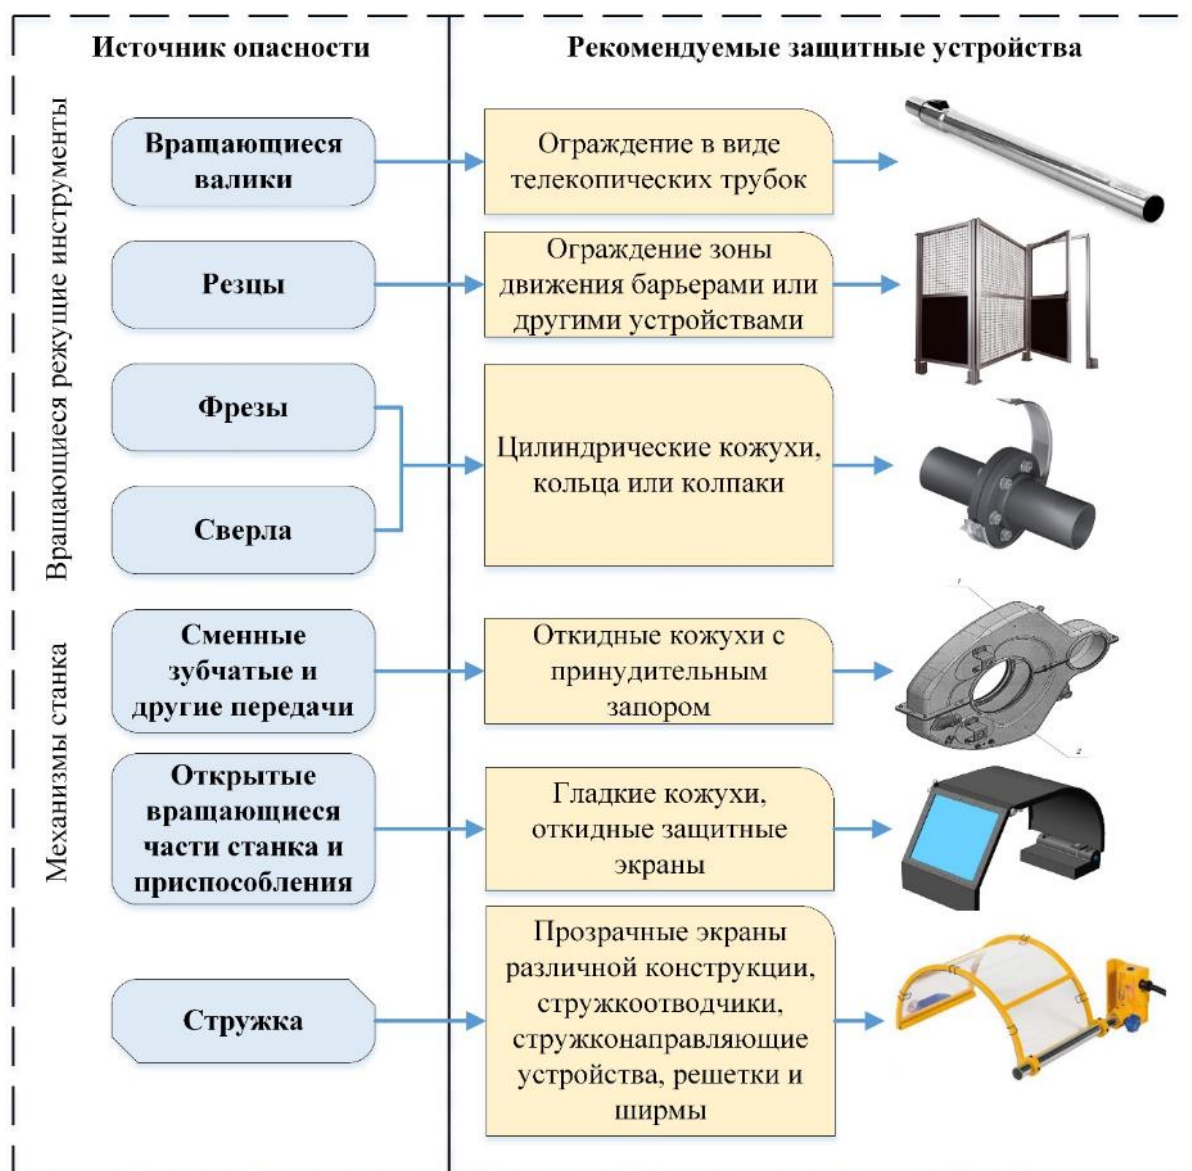 Источник опасности
Рекомендуемые защитные устройства
Вращающиеся режущие инструменты
Вращающиеся
валики
Ограждение в виде
телекопических трубок
Резцы
Ограждение зоны
движения барьерами или
другими устройствами
Фрезы
Сверла
Цилиндрические кожухи,
кольца или колпаки
Механизмы станка
Сменные
зубчатые и
другие передачи
Откидные кожухи с
принудительным
запором
1
2
Открытые
вращающиеся
части станка и
приспособления
Гладкие кожухи,
откидные защитные
экраны
Стружка
Прозрачные экраны
различной конструкции,
стружкоотводчики,
стружконаправляющие
устройства, решетки и
ширмы